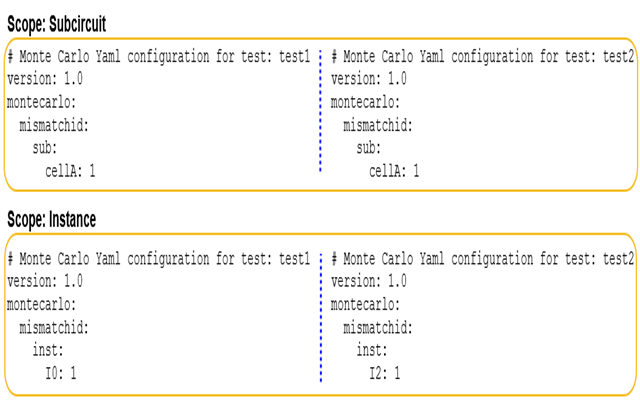 Scope: Subcircuit
# Monte Carlo Yaml configuration for test: test1
version: 1.0
montecarlo:
  mismatchid:
    sub:
      cellA: 1
# Monte Carlo Yaml configuration for test: test2
version: 1.0
montecarlo:
  mismatchid:
    sub:
      cellA: 1
Scope: Instance
# Monte Carlo Yaml configuration for test: test1
version: 1.0
montecarlo:
  mismatchid:
    inst:
      I0: 1
# Monte Carlo Yaml configuration for test: test2
version: 1.0
montecarlo:
  mismatchid:
    inst:
      I2: 1